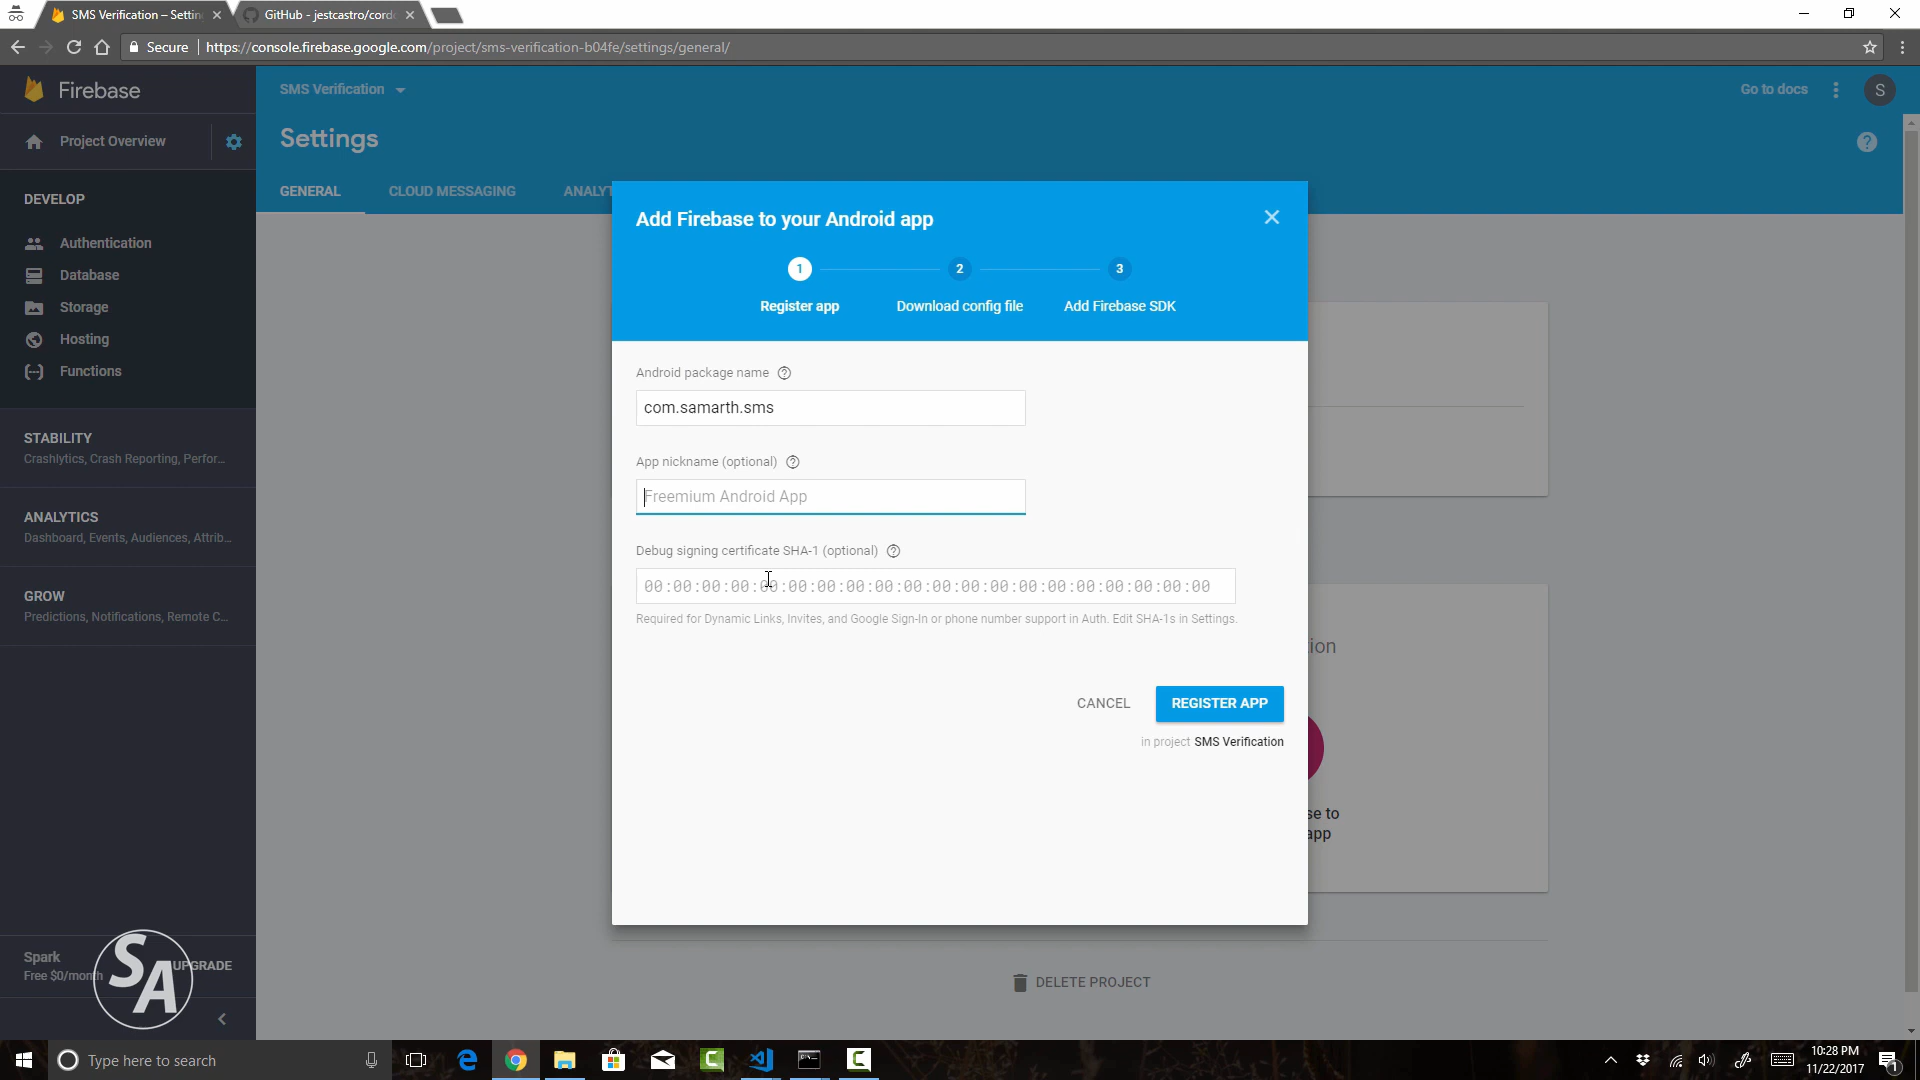 SMS Verification – Settin
GitHub - jestcastro/cord
Secure
https://console.firebase.google.com/project/sms-verification-b04fe/settings/general/
Firebase
SMS Verification
Go to docs
S
Project Overview
Settings
DEVELOP
GENERAL
CLOUD MESSAGING
ANALYT
Add Firebase to your Android app
Authentication
Database
Storage
Hosting
Functions
1
2
3
Register app
Download config file
Add Firebase SDK
Android package name
com.samarth.sms
STABILITY
Crashlytics, Crash Reporting, Perfor...
App nickname (optional)
Freemium Android App
ANALYTICS
Dashboard, Events, Audiences, Attrib...
Debug signing certificate SHA-1 (optional)
00:00:00:00:00:00:00:00:00:00:00:00:00:00:00:00:00:00:00:00
Required for Dynamic Links, Invites, and Google Sign-In or phone number support in Auth. Edit SHA-1s in Settings.
GROW
Predictions, Notifications, Remote C...
ion
CANCEL
REGISTER APP
in project SMS Verification
se to
app
Spark
Free $0/month
UPGRADE
SA
DELETE PROJECT
Type here to search
10:28 PM
11/22/2017
1